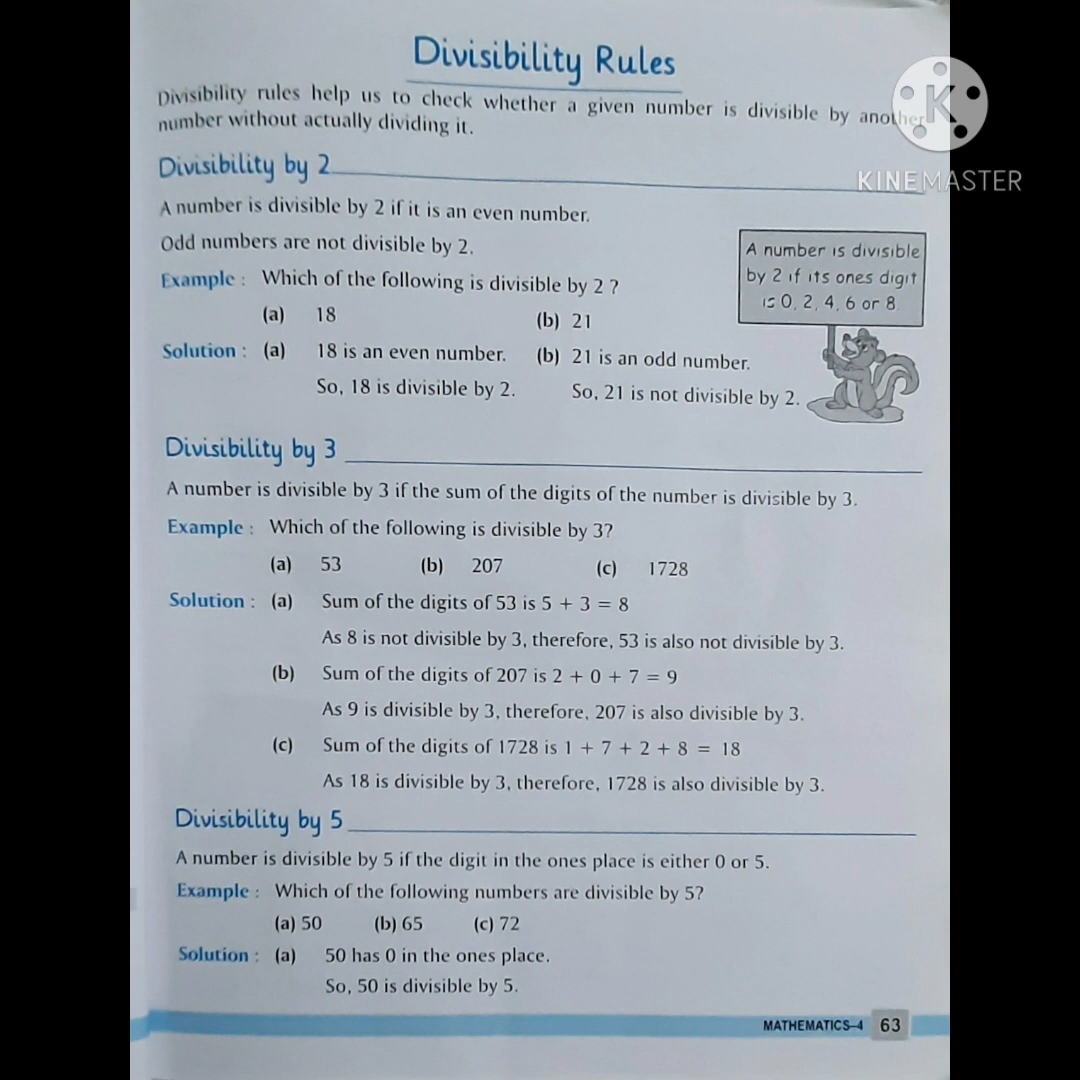 Divisibility Rules
Divisibility rules help us to check whether a given number is divisible by another
number without actually dividing it.
K
KINEMASTER
Divisibility by 2
A number is divisible by 2 if it is an even number.
Odd numbers are not divisible by 2.
A number is divisible
by 2 if its ones digit
is 0, 2, 4, 6 or 8.
Example : Which of the following is divisible by 2 ?
(a) 18 (b) 21
Solution : (a) 18 is an even number. (b) 21 is an odd number.
So, 18 is divisible by 2. So, 21 is not divisible by 2.
Divisibility by 3
A number is divisible by 3 if the sum of the digits of the number is divisible by 3.
Example : Which of the following is divisible by 3?
(a) 53 (b) 207 (c) 1728
Solution : (a) Sum of the digits of 53 is 5 + 3 = 8
As 8 is not divisible by 3, therefore, 53 is also not divisible by 3.
(b) Sum of the digits of 207 is 2 + 0 + 7 = 9
As 9 is divisible by 3, therefore, 207 is also divisible by 3.
(c) Sum of the digits of 1728 is 1 + 7 + 2 + 8 = 18
As 18 is divisible by 3, therefore, 1728 is also divisible by 3.
Divisibility by 5
A number is divisible by 5 if the digit in the ones place is either 0 or 5.
Example : Which of the following numbers are divisible by 5?
(a) 50 (b) 65 (c) 72
Solution : (a) 50 has 0 in the ones place.
So, 50 is divisible by 5.
MATHEMATICS–4 63